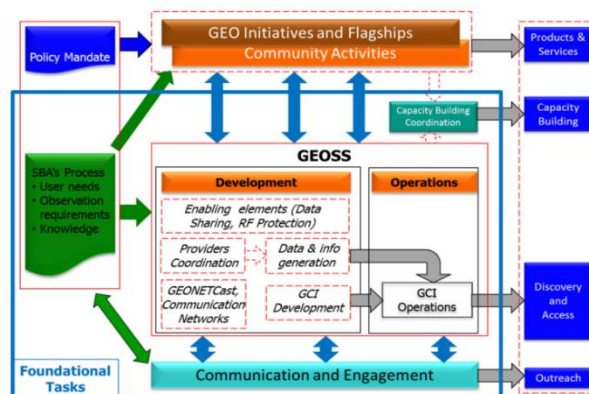 GEO Initiatives and Flagships
Community Activities
Policy Mandate
Products &
Services
Capacity Building
Coordination
Capacity
Building
GEOSS
SBA's Process
• User needs
• Observation
requirements
• Knowledge
Development
Operations
Enabling elements (Data
Sharing, RF Protection)
Providers
Coordination
Data & info
generation
GEONETCast,
Communication
Networks
GCI
Development
GCI
Operations
Discovery
and
Access
Foundational
Tasks
Communication and Engagement
Outreach